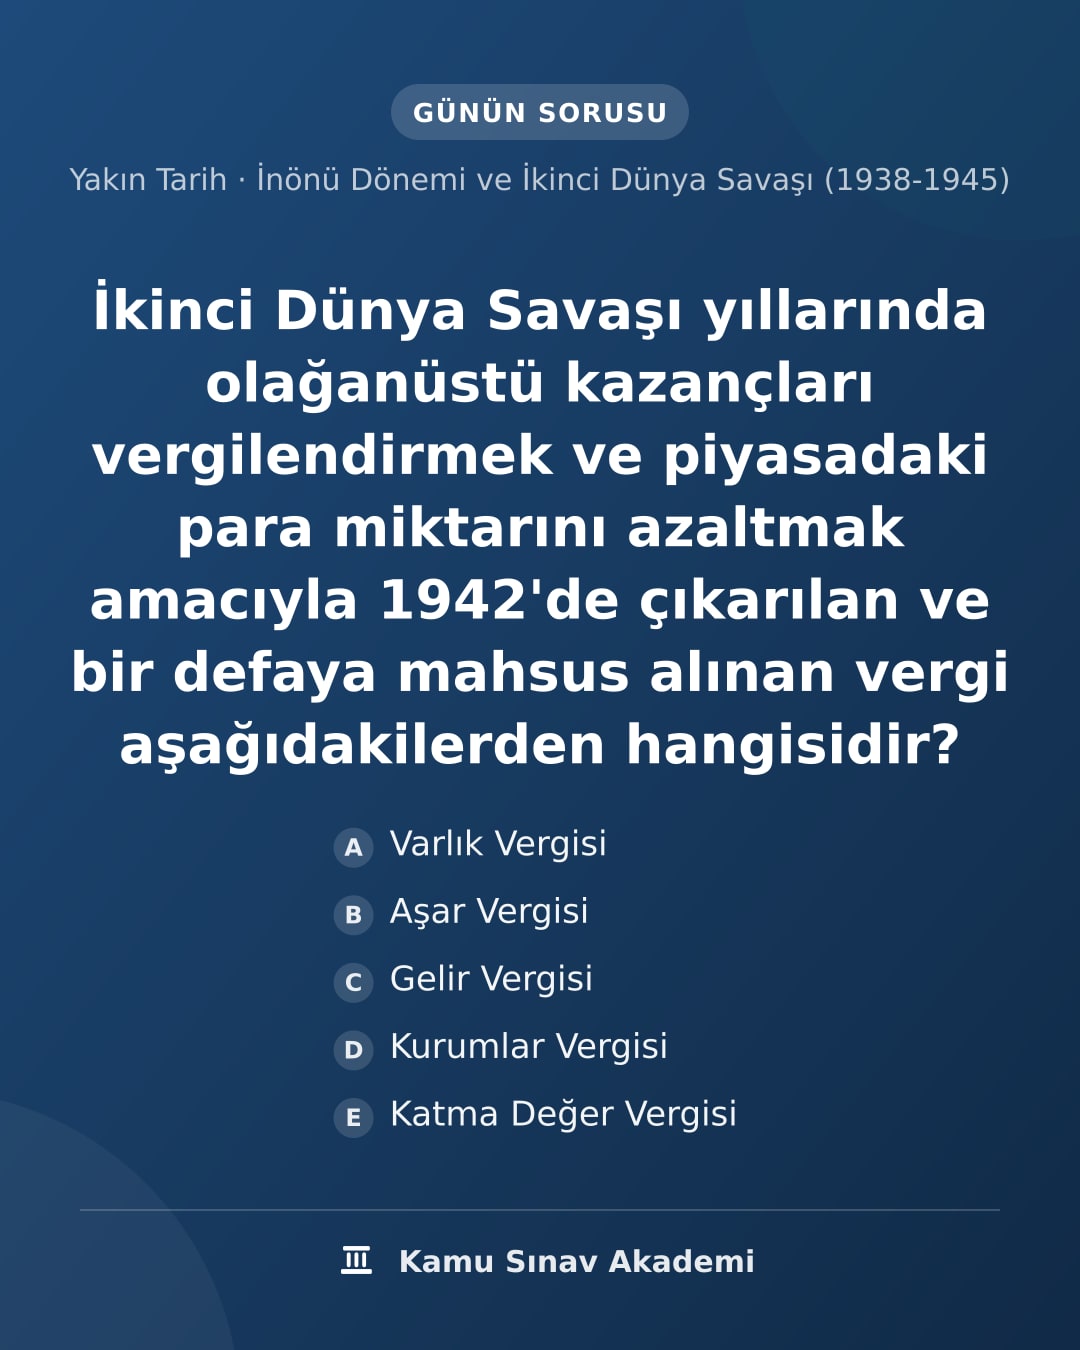 GÜNÜN SORUSU
Yakın Tarih · İnönü Dönemi ve İkinci Dünya Savaşı (1938-1945)
İkinci Dünya Savaşı yıllarında
olağanüstü kazançları
vergilendirmek ve piyasadaki
para miktarını azaltmak
amacıyla 1942'de çıkarılan ve
bir defaya mahsus alınan vergi
aşağıdakilerden hangisidir?
A Varlık Vergisi
B Aşar Vergisi
C Gelir Vergisi
D Kurumlar Vergisi
E Katma Değer Vergisi
Kamu Sınav Akademi